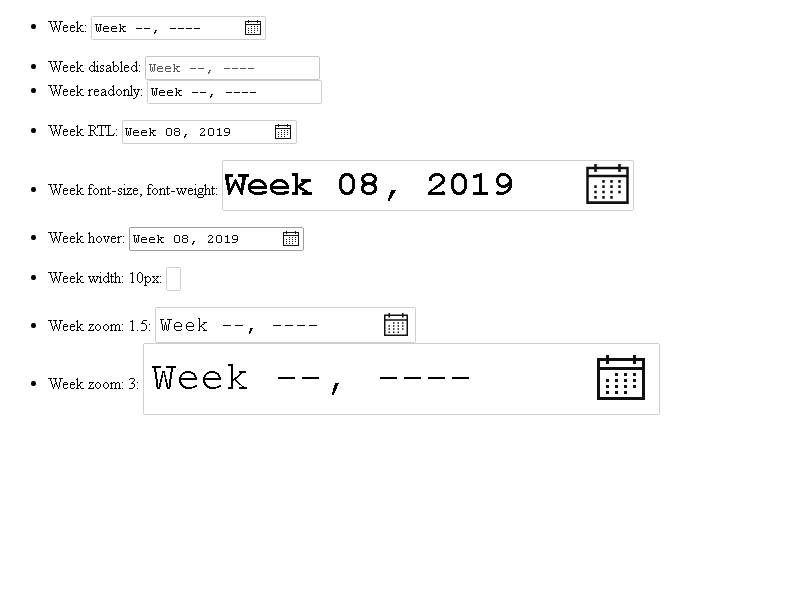 Week: Week --, ----
Week disabled: Week --, ----
Week readonly: Week --, ----
Week RTL: Week 08, 2019
Week font-size, font-weight: Week 08, 2019
Week hover: Week 08, 2019
Week width: 10px:
Week zoom: 1.5: Week --, ----
Week zoom: 3: Week --, ----